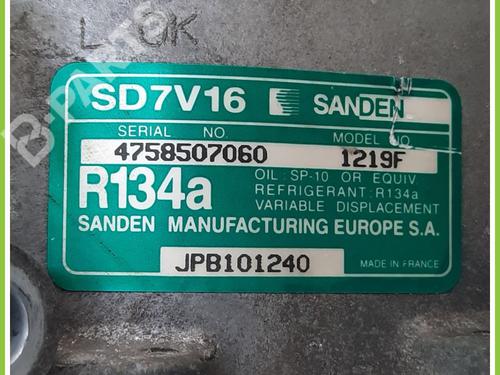 L OK
B-PARTS
SD7V16 SANDEN
SERIAL NO. MODEL NO.
4758507060 1219F
R134a OIL : SP-10 OR EQUIV
REFRIGERANT : R134a
VARIABLE DISPLACEMENT
SANDEN MANUFACTURING EUROPE S.A.
JPB101240 MADE IN FRANCE